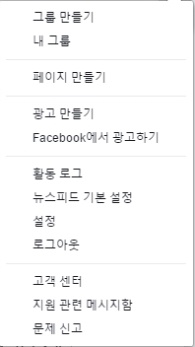 그룹 만들기
내 그룹
페이지 만들기
광고 만들기
Facebook에서 광고하기
활동 로그
뉴스피드 기본 설정
설정
로그아웃
고객 센터
지원 관련 메시지함
문제 신고